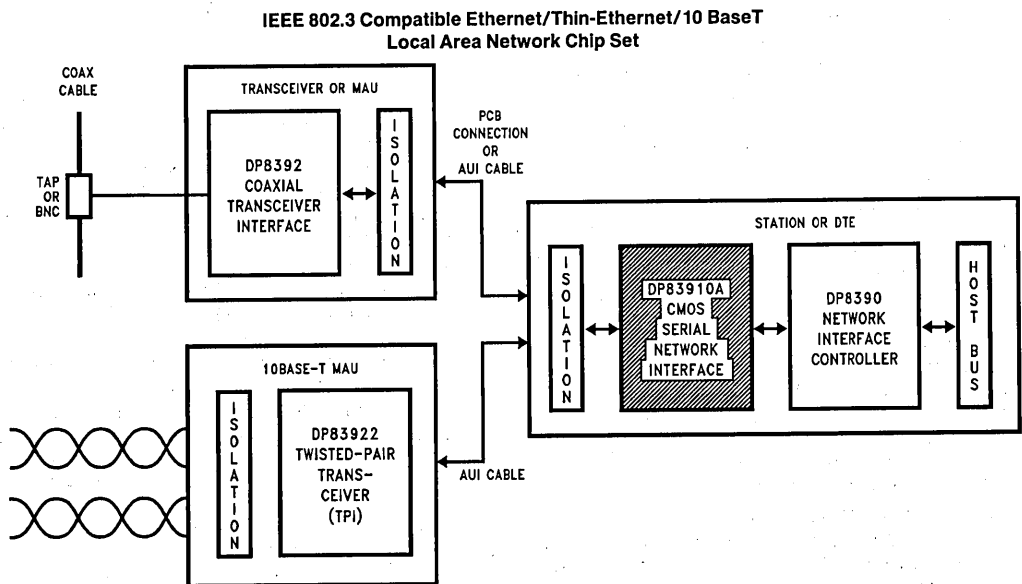 IEEE 802.3 Compatible Ethernet/Thin-Ethernet/10 BaseT
Local Area Network Chip Set
COAX
CABLE
TAP
OR
BNC
TRANSCEIVER OR MAU
DP8392
COAXIAL
TRANSCEIVER
INTERFACE
ISOLATION
PCB
CONNECTION
OR
AUI CABLE
STATION OR DTE
ISOLATION
DP83910A
CMOS
SERIAL
NETWORK
INTERFACE
DP8390
NETWORK
INTERFACE
CONTROLLER
HOST BUS
10BASE-T MAU
ISOLATION
DP83922
TWISTED-PAIR
TRANS-
CEIVER
(TPI)
AUI CABLE